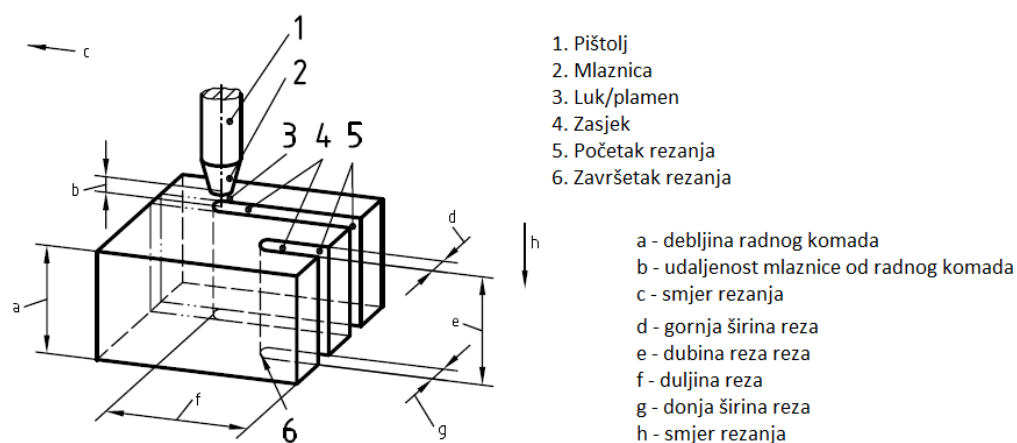 c
1
2
3 4 5
b
d
h
a
e
f
6
g
1. Pištolj
2. Mlaznica
3. Luk/plamen
4. Zasjek
5. Početak rezanja
6. Završetak rezanja
a - debljina radnog komada
b - udaljenost mlaznice od radnog komada
c - smjer rezanja
d - gornja širina reza
e - dubina reza reza
f - duljina reza
g - donja širina reza
h - smjer rezanja